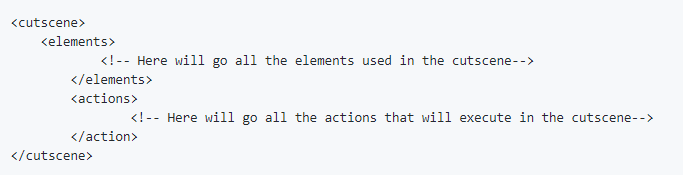 <cutscene>
<elements>
<!-- Here will go all the elements used in the cutscene-->
</elements>
<actions>
<!-- Here will go all the actions that will execute in the cutscene-->
</action>
</cutscene>